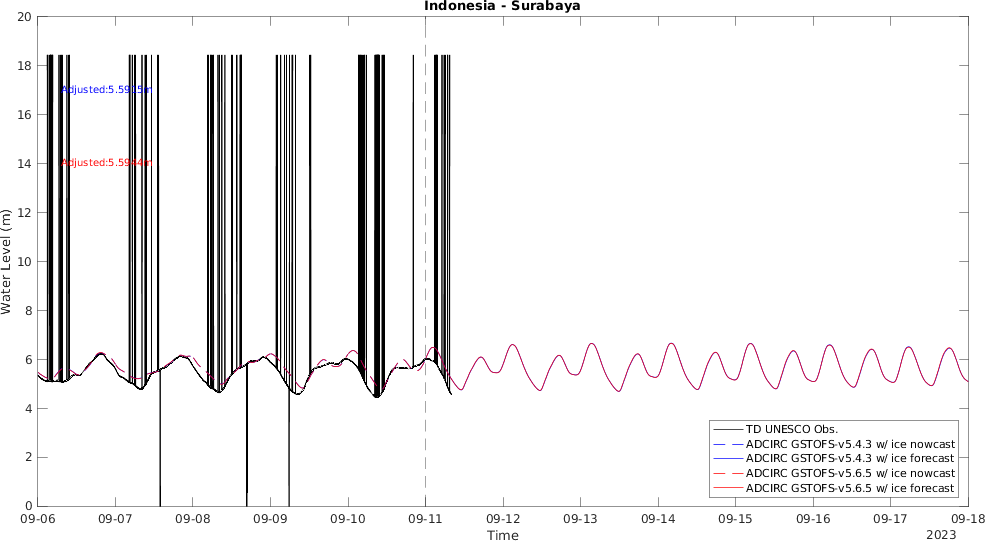 Indonesia - Surabaya
20
18
16
14
12
10
8
6
4
2
0
Water Level (m)
Adjusted:5.5915m
09-06
09-07
09-08
09-09
09-10
09-11
09-12
09-13
09-14
09-15
09-16
09-17
09-18
Time
2023
TD UNESCO Obs.
ADCIRC GSTOFS-v5.4.3 w/ ice nowcast
ADCIRC GSTOFS-v5.4.3 w/ ice forecast
ADCIRC GSTOFS-v5.6.5 w/ ice nowcast
ADCIRC GSTOFS-v5.6.5 w/ ice forecast